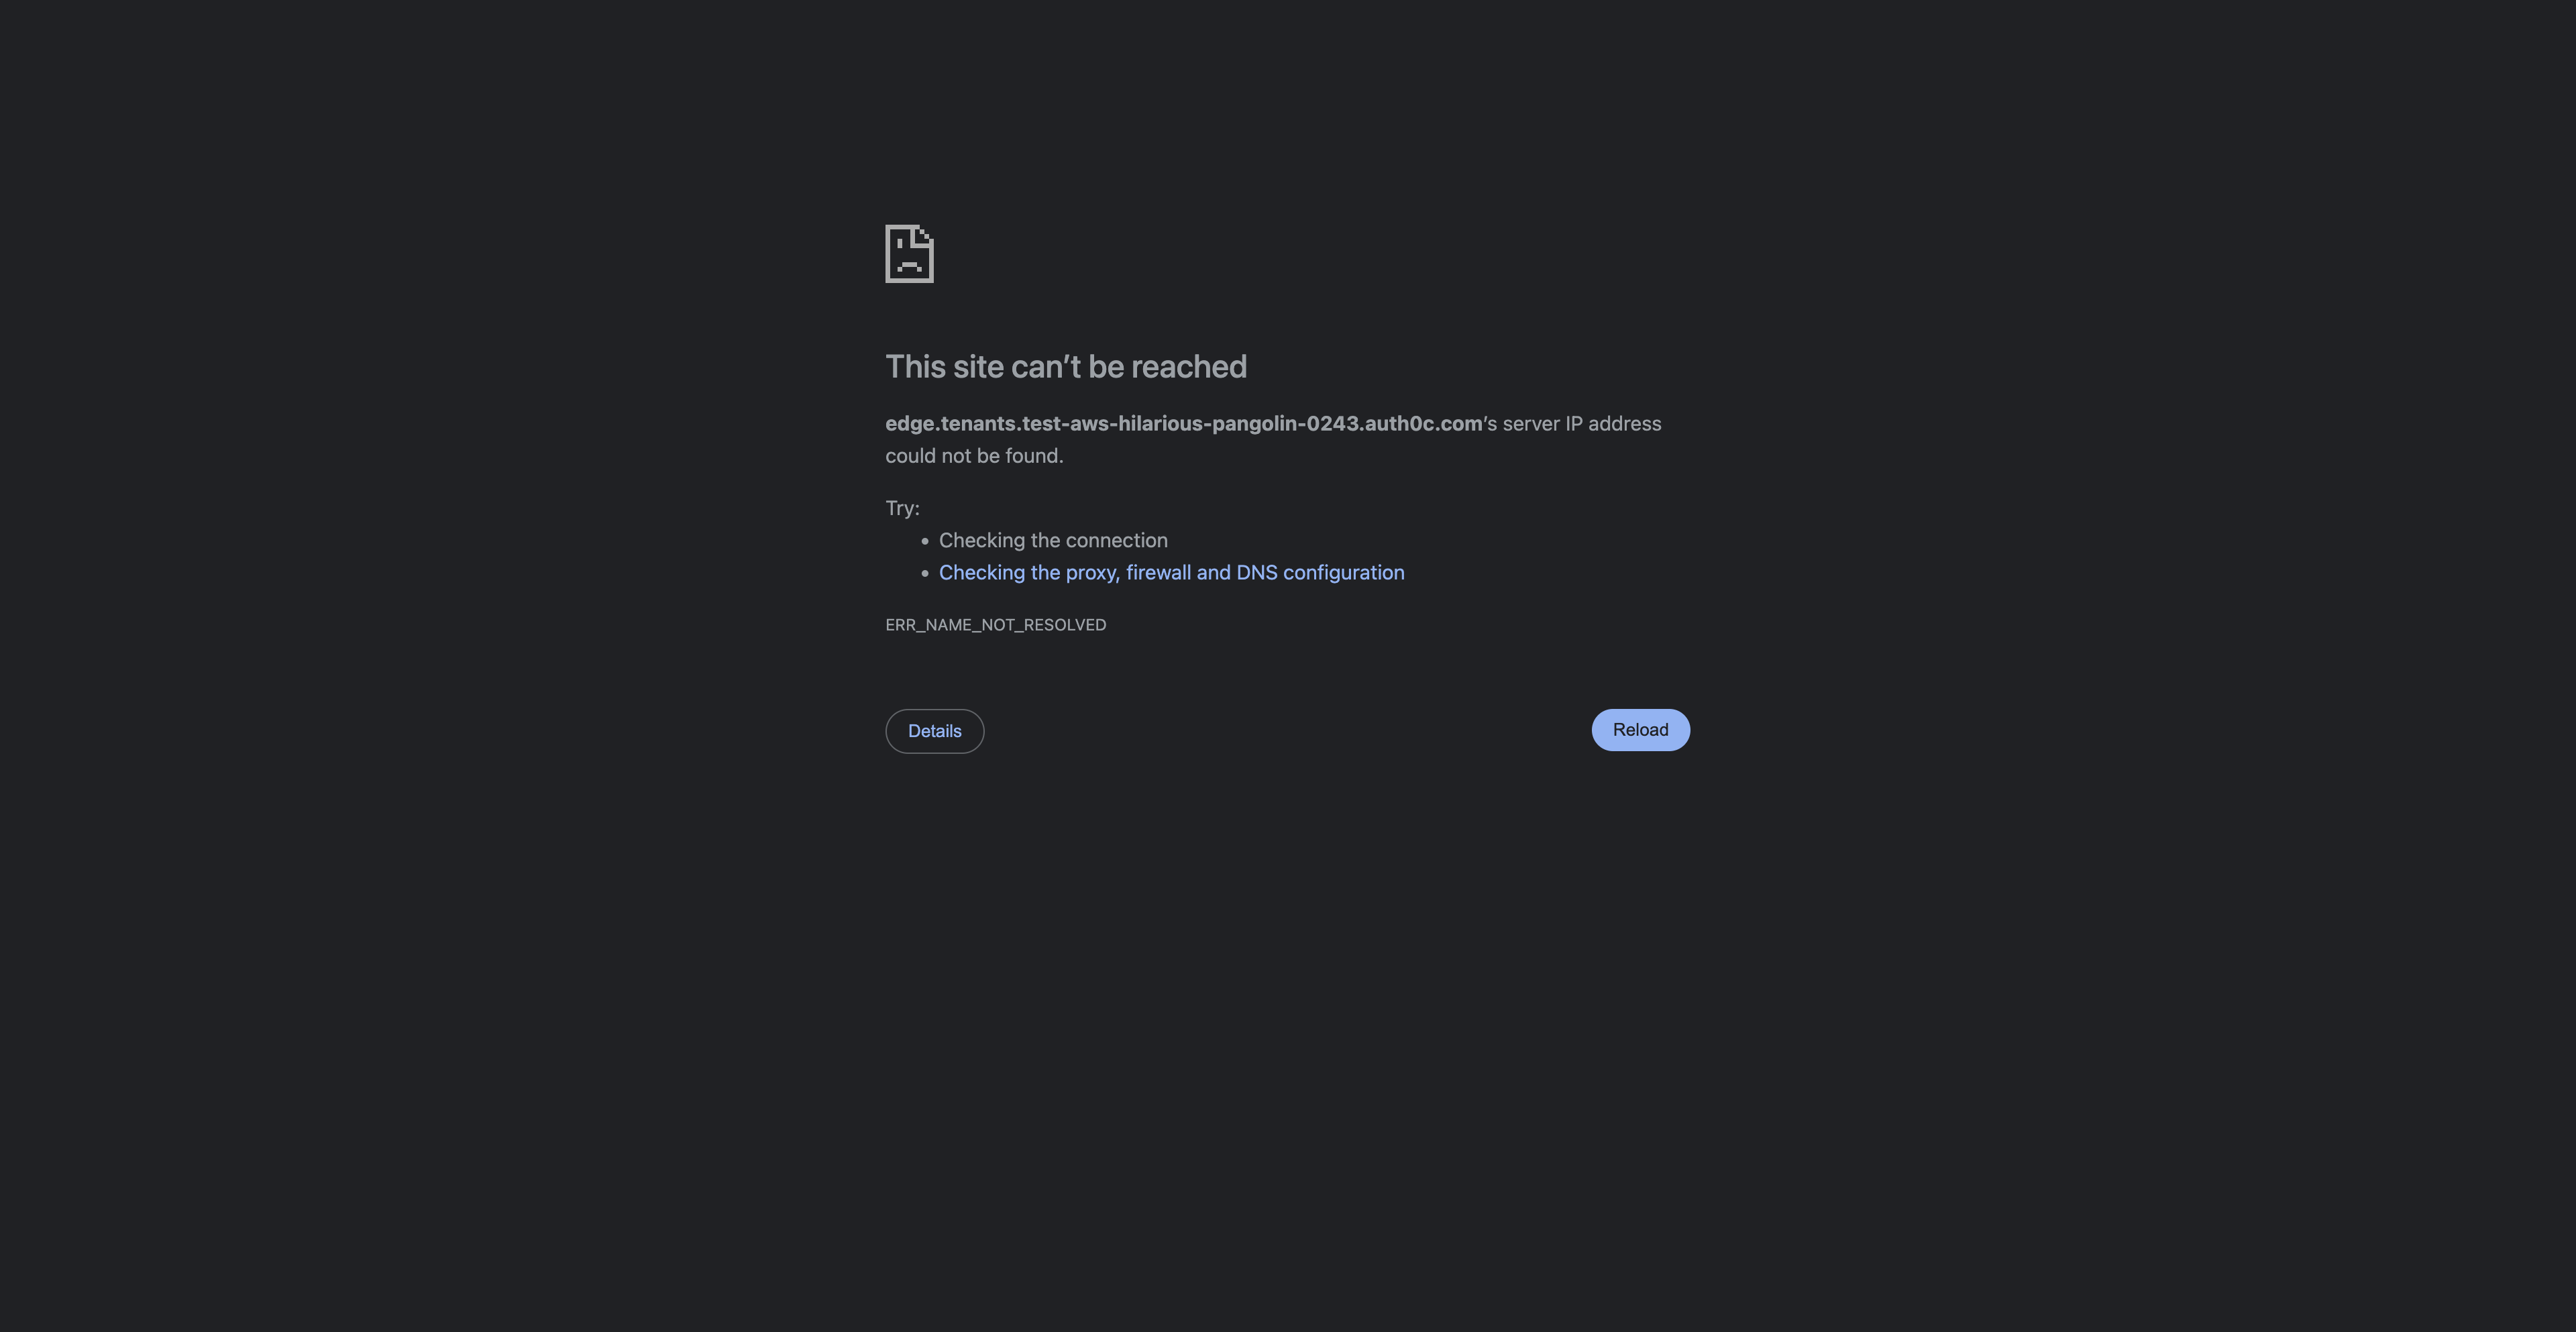 This site can’t be reached
edge.tenants.test-aws-hilarious-pangolin-0243.auth0c.com’s server IP address
could not be found.
Try:
• Checking the connection
• Checking the proxy, firewall and DNS configuration
ERR_NAME_NOT_RESOLVED
Details
Reload